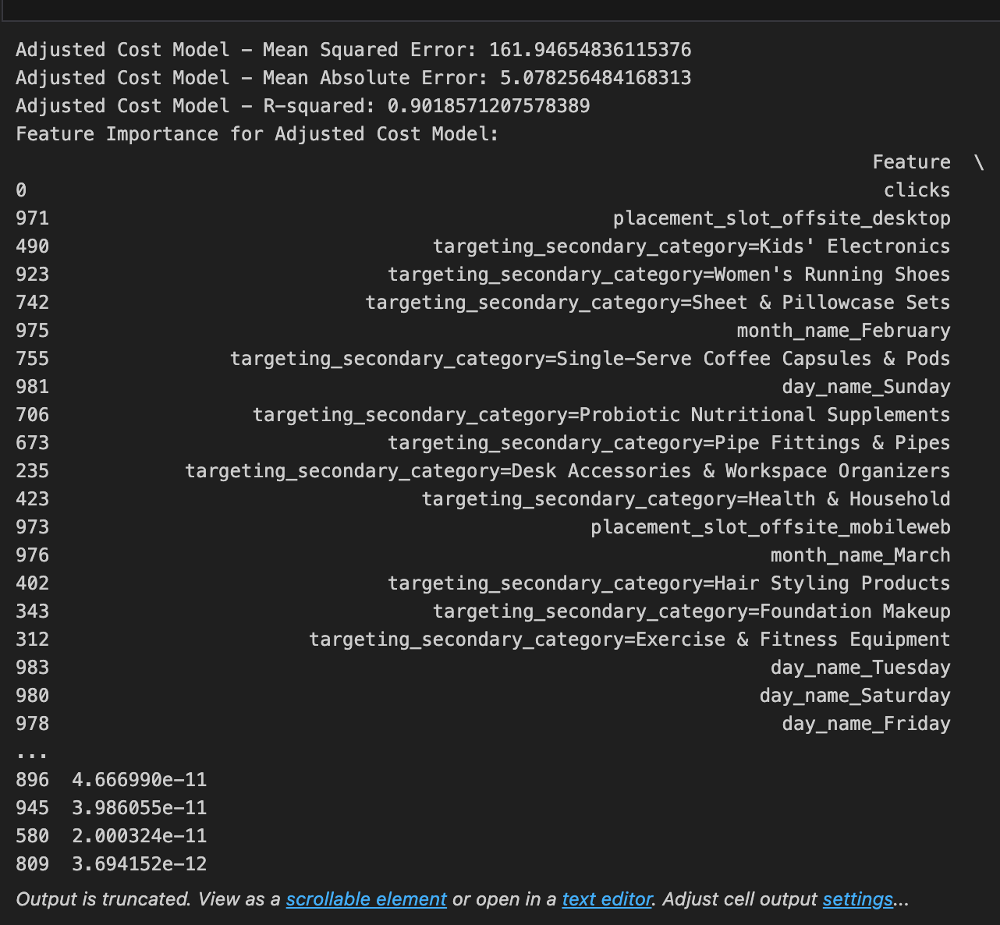 Adjusted Cost Model – Mean Squared Error: 161.94654836115376
Adjusted Cost Model – Mean Absolute Error: 5.078256484168313
Adjusted Cost Model – R-squared: 0.9018571207578389
Feature Importance for Adjusted Cost Model:
Feature \
0 clicks
971 placement_slot_offsite_desktop
490 targeting_secondary_category=Kids' Electronics
923 targeting_secondary_category=Women's Running Shoes
742 targeting_secondary_category=Sheet & Pillowcase Sets
975 month_name_February
755 targeting_secondary_category=Single-Serve Coffee Capsules & Pods
981 day_name_Sunday
706 targeting_secondary_category=Probiotic Nutritional Supplements
673 targeting_secondary_category=Pipe Fittings & Pipes
235 targeting_secondary_category=Desk Accessories & Workspace Organizers
423 targeting_secondary_category=Health & Household
973 placement_slot_offsite_mobileweb
976 month_name_March
402 targeting_secondary_category=Hair Styling Products
343 targeting_secondary_category=Foundation Makeup
312 targeting_secondary_category=Exercise & Fitness Equipment
983 day_name_Tuesday
980 day_name_Saturday
978 day_name_Friday
...
896 4.666990e-11
945 3.986055e-11
580 2.000324e-11
809 3.694152e-12
Output is truncated. View as a scrollable element or open in a text editor. Adjust cell output settings...